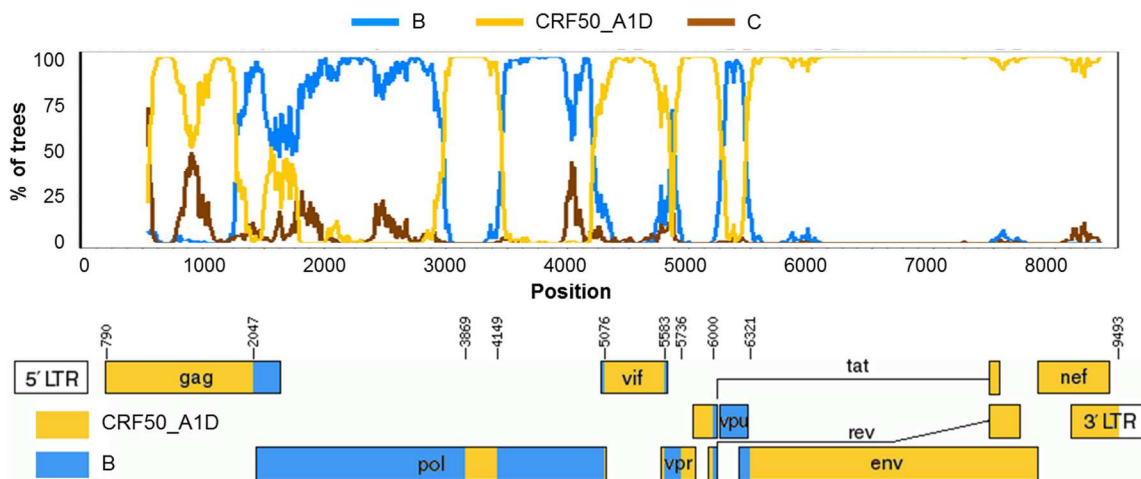 B
CRF50_A1D
C
% of trees
100
75
50
25
0
0 1000 2000 3000 4000 5000 6000 7000 8000
Position
790
2047
3869
4149
5076
5583
5736
6000
6321
9493
5′ LTR
gag
vif
tat
nef
CRF50_A1D
vpu
rev
3′ LTR
B
pol
vpr
env